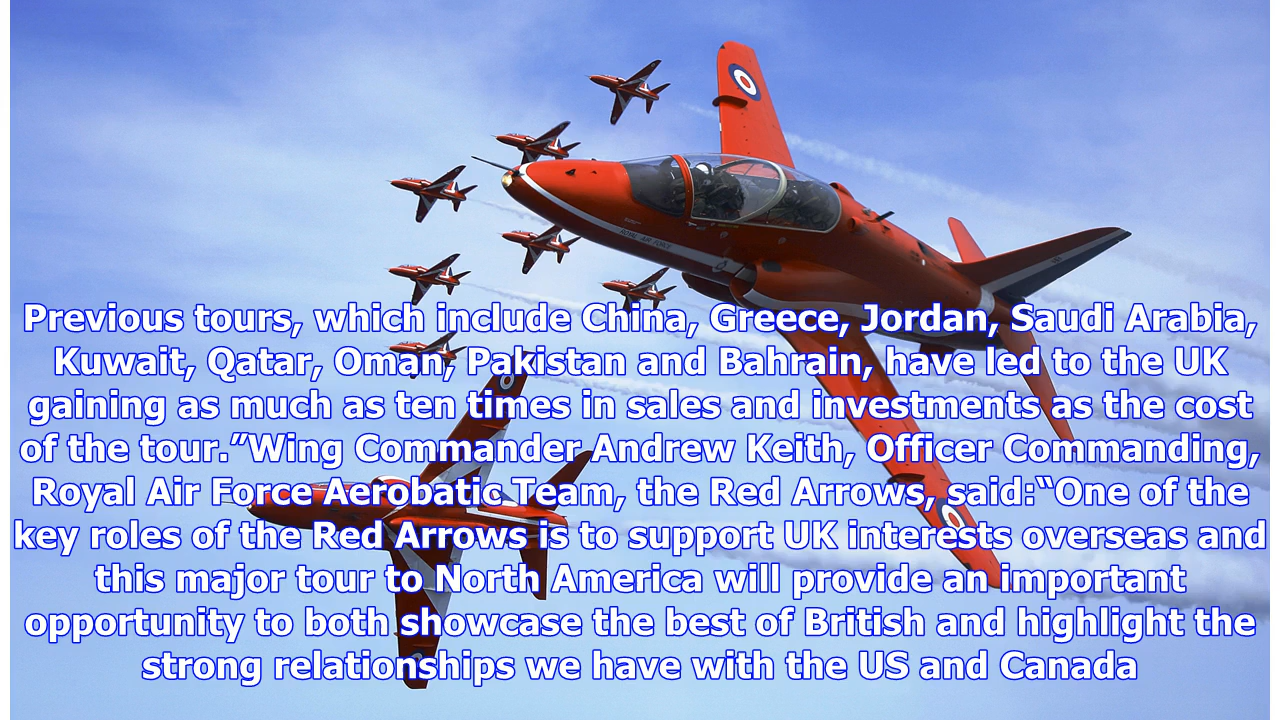 ROYAL AIR FORCE
Previous tours, which include China, Greece, Jordan, Saudi Arabia,
Kuwait, Qatar, Oman, Pakistan and Bahrain, have led to the UK
gaining as much as ten times in sales and investments as the cost
of the tour.”Wing Commander Andrew Keith, Officer Commanding,
Royal Air Force Aerobatic Team, the Red Arrows, said:“One of the
key roles of the Red Arrows is to support UK interests overseas and
this major tour to North America will provide an important
opportunity to both showcase the best of British and highlight the
strong relationships we have with the US and Canada